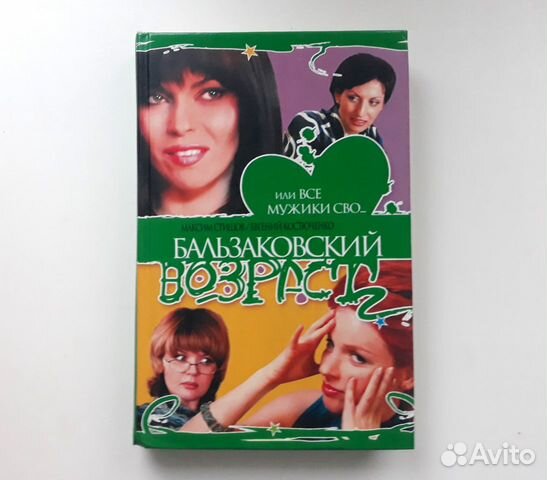 или ВСЕ
МУЖИКИ СВО...
МАКСИМ СТИШОВ / ЕВГЕНИЙ КОСТЮЧЕНКО
БАЛЬЗАКОВСКИЙ
ВОЗРАСТ
Avito